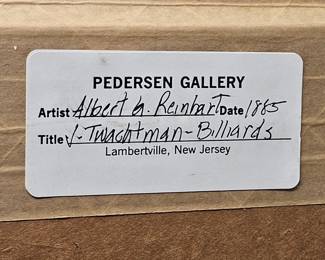 PEDERSEN GALLERY
Artist Albert G. Reinhart Date 1885
Title J-Twachtman-Billiards
Lambertville, New Jersey